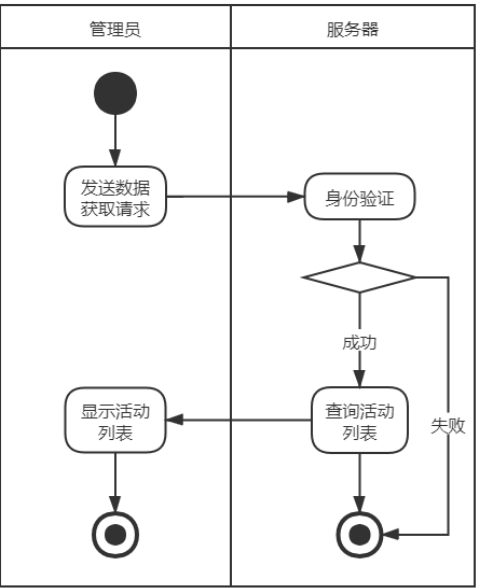 管理员
服务器
发送数据
获取请求
身份验证
成功
显示活动
列表
查询活动
列表
失败